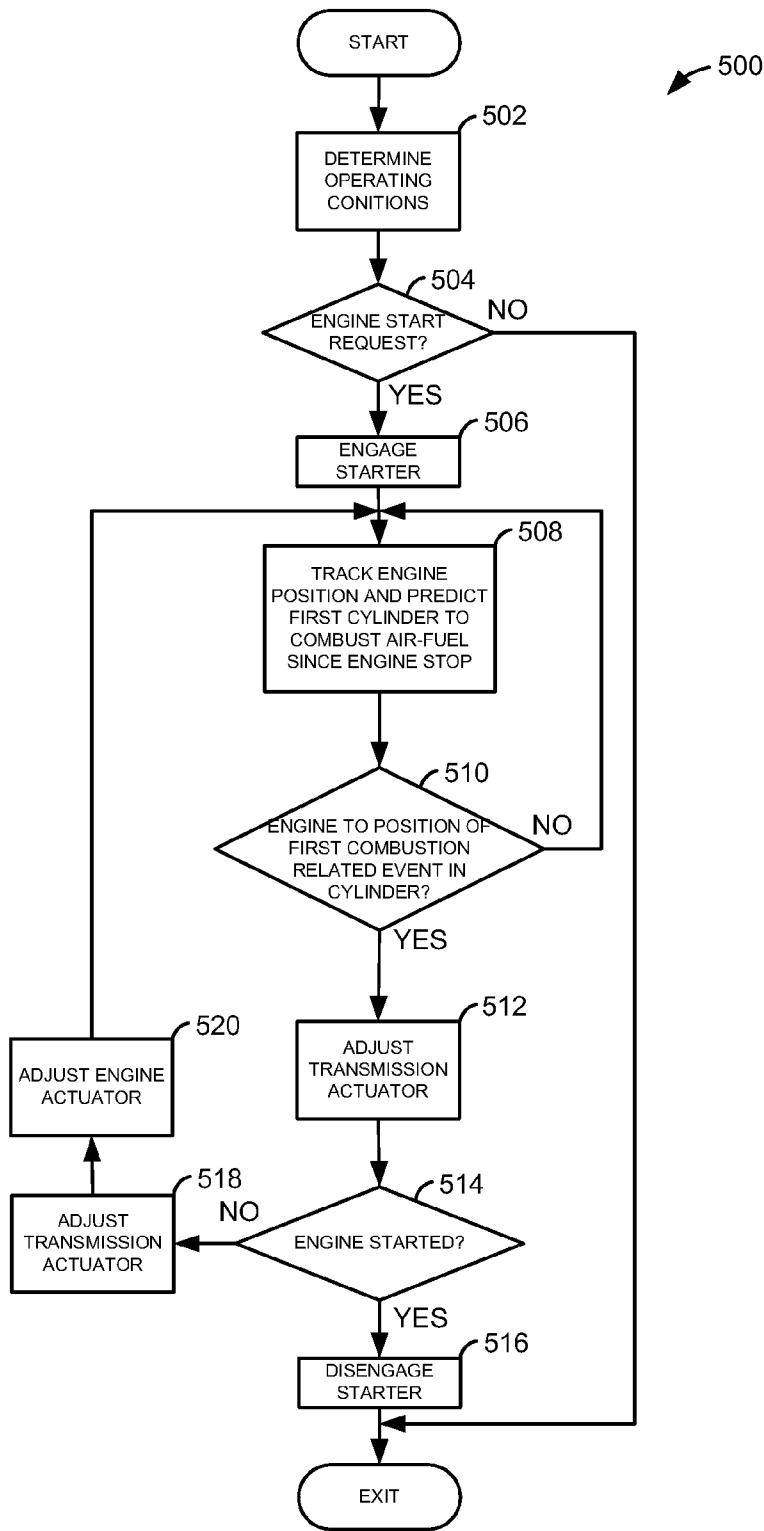 START
500
502
DETERMINE
OPERATING
CONITIONS
504
ENGINE START
REQUEST?
NO
YES
506
ENGAGE
STARTER
508
TRACK ENGINE
POSITION AND PREDICT
FIRST CYLINDER TO
COMBUST AIR-FUEL
SINCE ENGINE STOP
510
ENGINE TO POSITION OF
FIRST COMBUSTION
RELATED EVENT IN
CYLINDER?
NO
YES
512
ADJUST
TRANSMISSION
ACTUATOR
520
ADJUST ENGINE
ACTUATOR
514
ENGINE STARTED?
NO
518
ADJUST
TRANSMISSION
ACTUATOR
YES
516
DISENGAGE
STARTER
EXIT